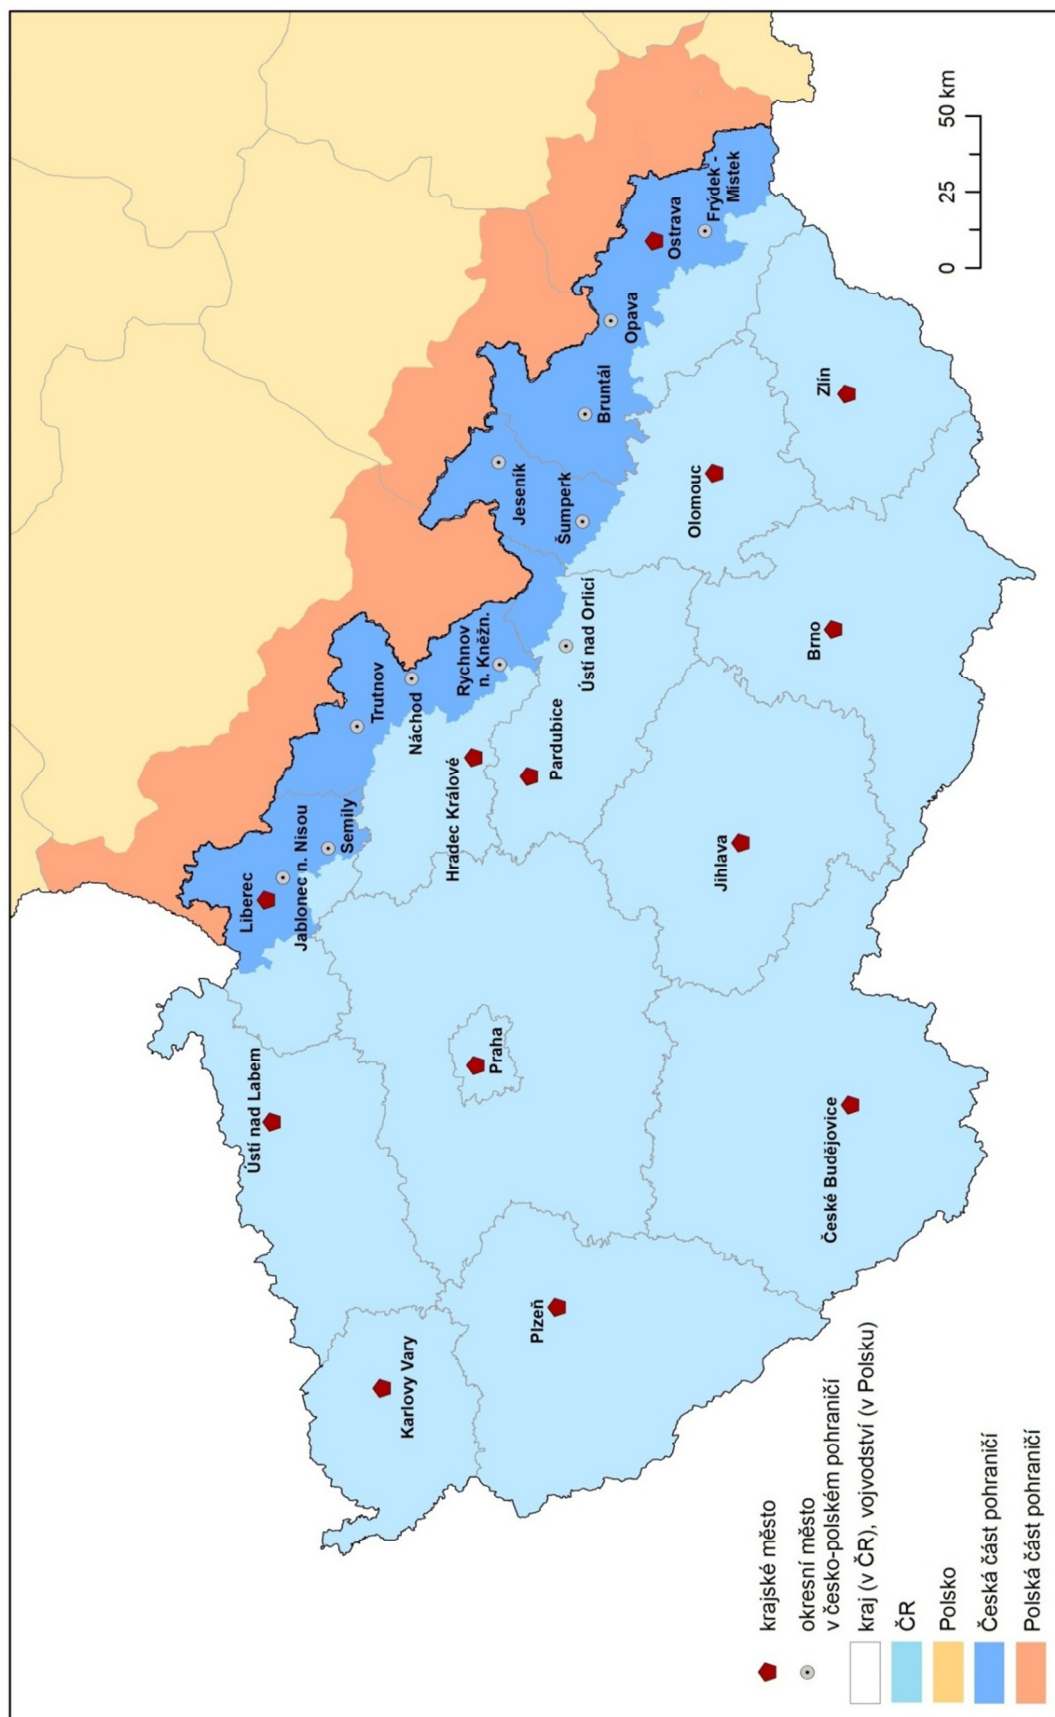 Liberec
Jablonec n. Nisou
Semily
Trutnov
Náchod
Rychnov
n. Kněžn.
Ústí nad Labem
Karlovy Vary
Praha
Hradec Králové
Pardubice
Ústí nad Orlicí
Jeseník
Šumperk
Bruntál
Opava
Ostrava
Frýdek -
Místek
Plzeň
Olomouc
Jihlava
České Budějovice
Brno
Zlín
krajské město
okresní město
v česko-polském pohraničí
kraj (v ČR), vojvodství (v Polsku)
ČR
Polsko
Česká část pohraničí
Polská část pohraničí
0 25 50 km